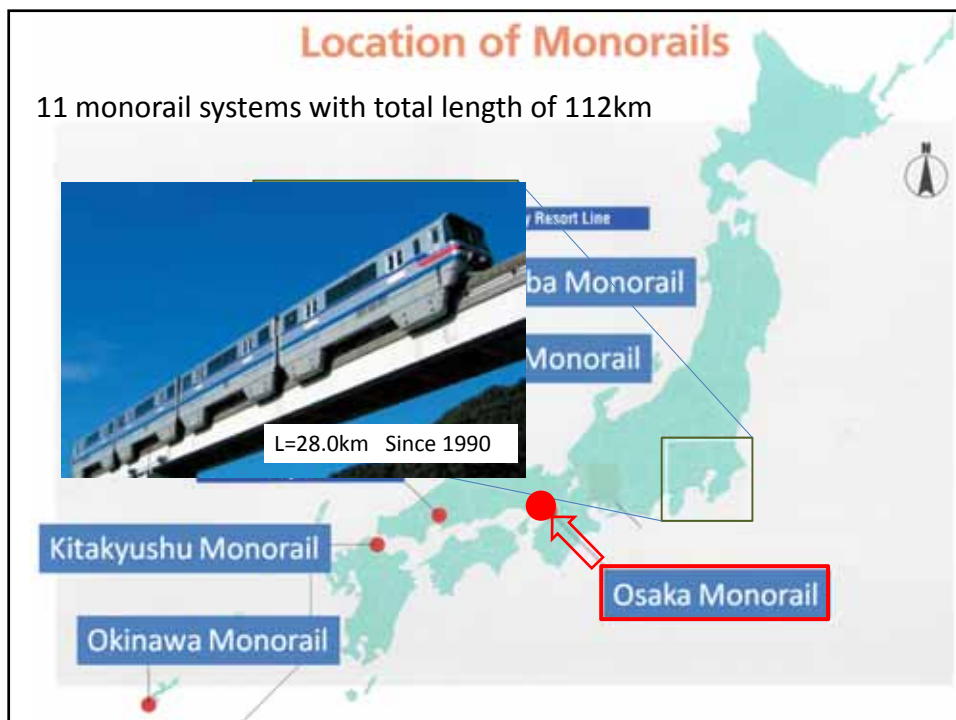 Location of Monorails
11 monorail systems with total length of 112km
N
Resort Line
Monorail
Monorail
L=28.0km Since 1990
Kitakyushu Monorail
Osaka Monorail
Okinawa Monorail